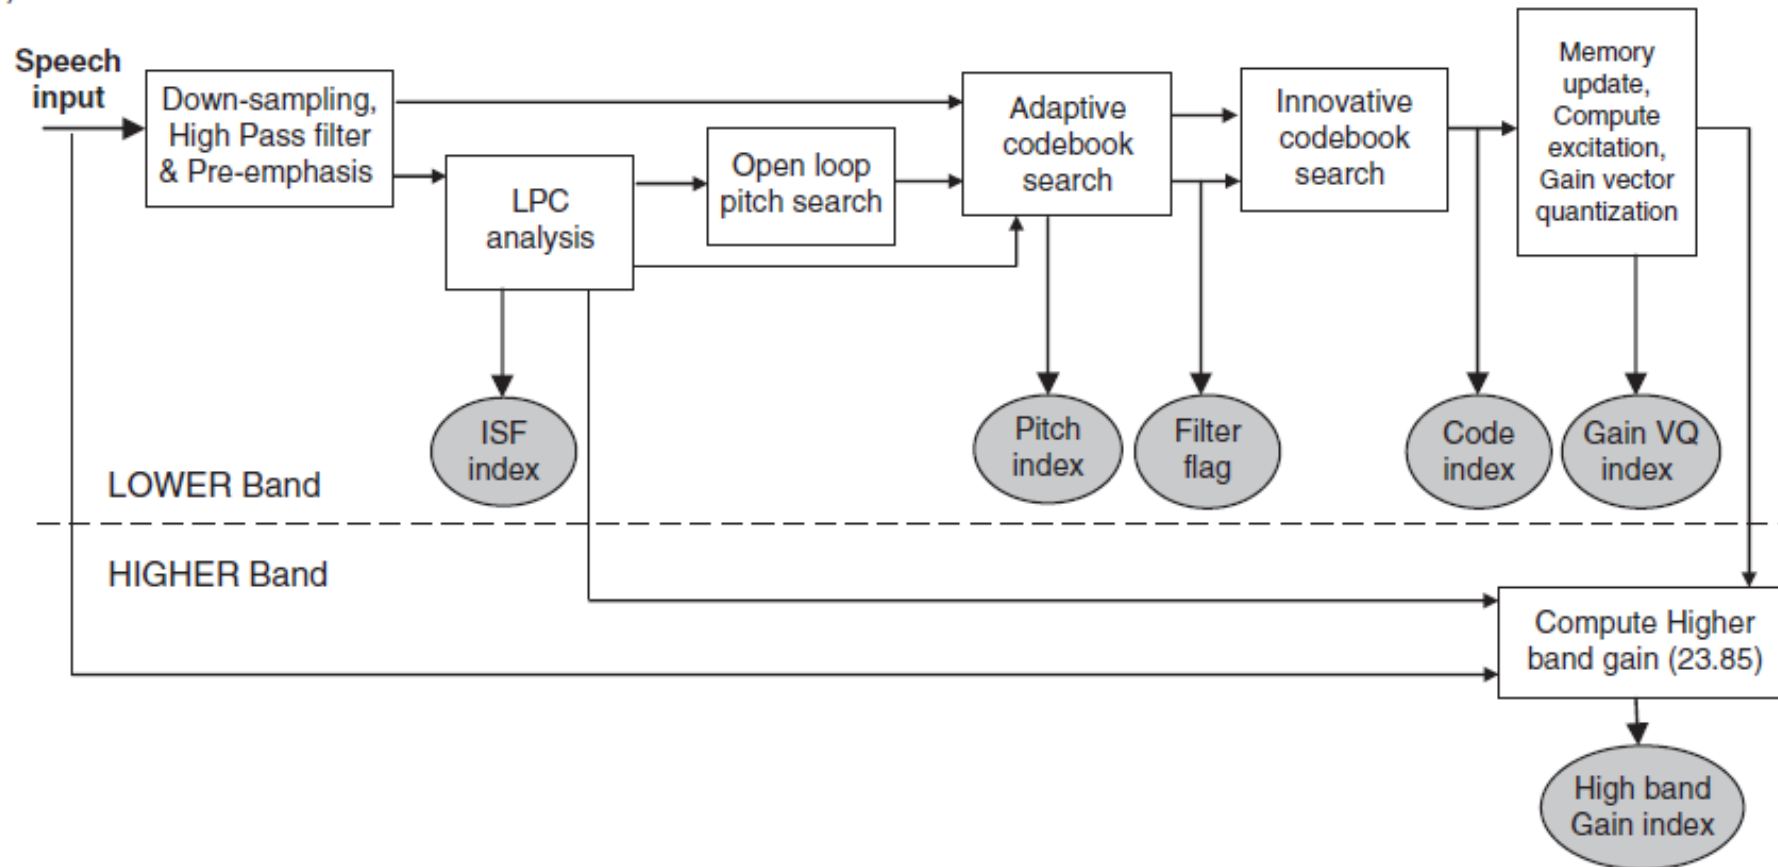 Speech
input
Down-sampling,
High Pass filter
& Pre-emphasis
LPC
analysis
Open loop
pitch search
Adaptive
codebook
search
Innovative
codebook
search
Memory
update,
Compute
excitation,
Gain vector
quantization
ISF
index
Pitch
index
Filter
flag
Code
index
Gain VQ
index
LOWER Band
HIGHER Band
Compute Higher
band gain (23.85)
High band
Gain index